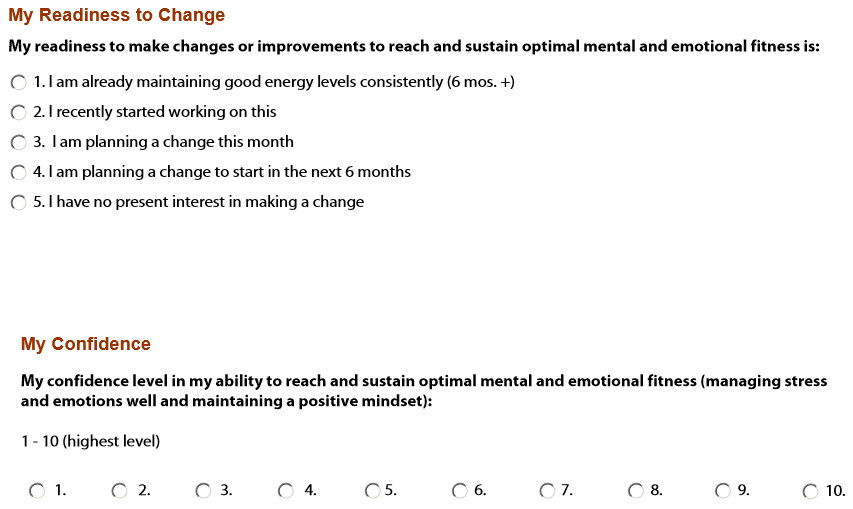 My Readiness to Change
My readiness to make changes or improvements to reach and sustain optimal mental and emotional fitness is:
1. I am already maintaining good energy levels consistently (6 mos. +)
2. I recently started working on this
3. I am planning a change this month
4. I am planning a change to start in the next 6 months
5. I have no present interest in making a change
My Confidence
My confidence level in my ability to reach and sustain optimal mental and emotional fitness (managing stress
and emotions well and maintaining a positive mindset):
1 - 10 (highest level)
1. 2. 3. 4. 5. 6. 7. 8. 9. 10.